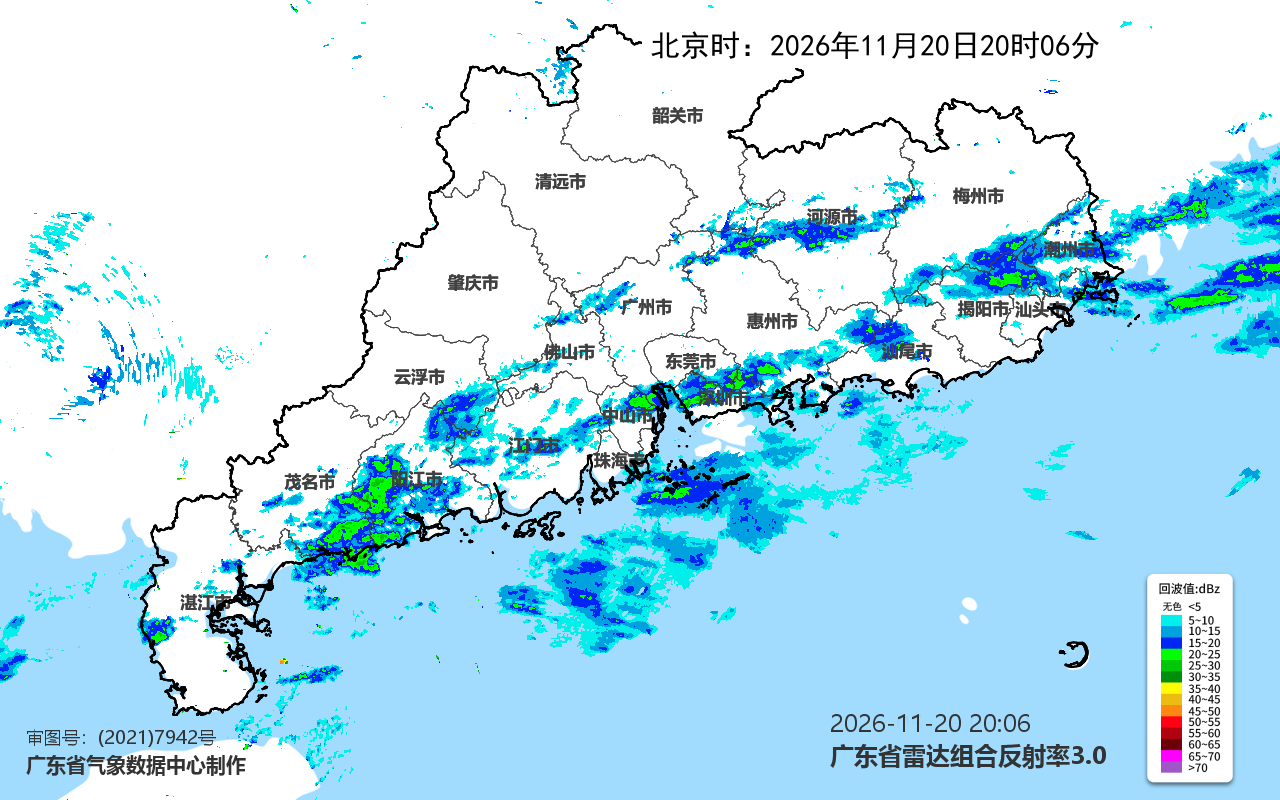 北京时：2026年11月20日20时06分
韶关市
清远市
梅州市
河源市
潮州市
肇庆市
广州市
揭阳市
汕头市
惠州市
佛山市
汕尾市
东莞市
云浮市
深圳市
中山市
江门市
珠海市
茂名市
阳江市
湛江市
回波值:dBz
无色 <5
5~10
10~15
15~20
20~25
25~30
30~35
35~40
40~45
45~50
50~55
55~60
60~65
65~70
>70
2026-11-20 20:06
广东省雷达组合反射率3.0
审图号：(2021)7942号
广东省气象数据中心制作